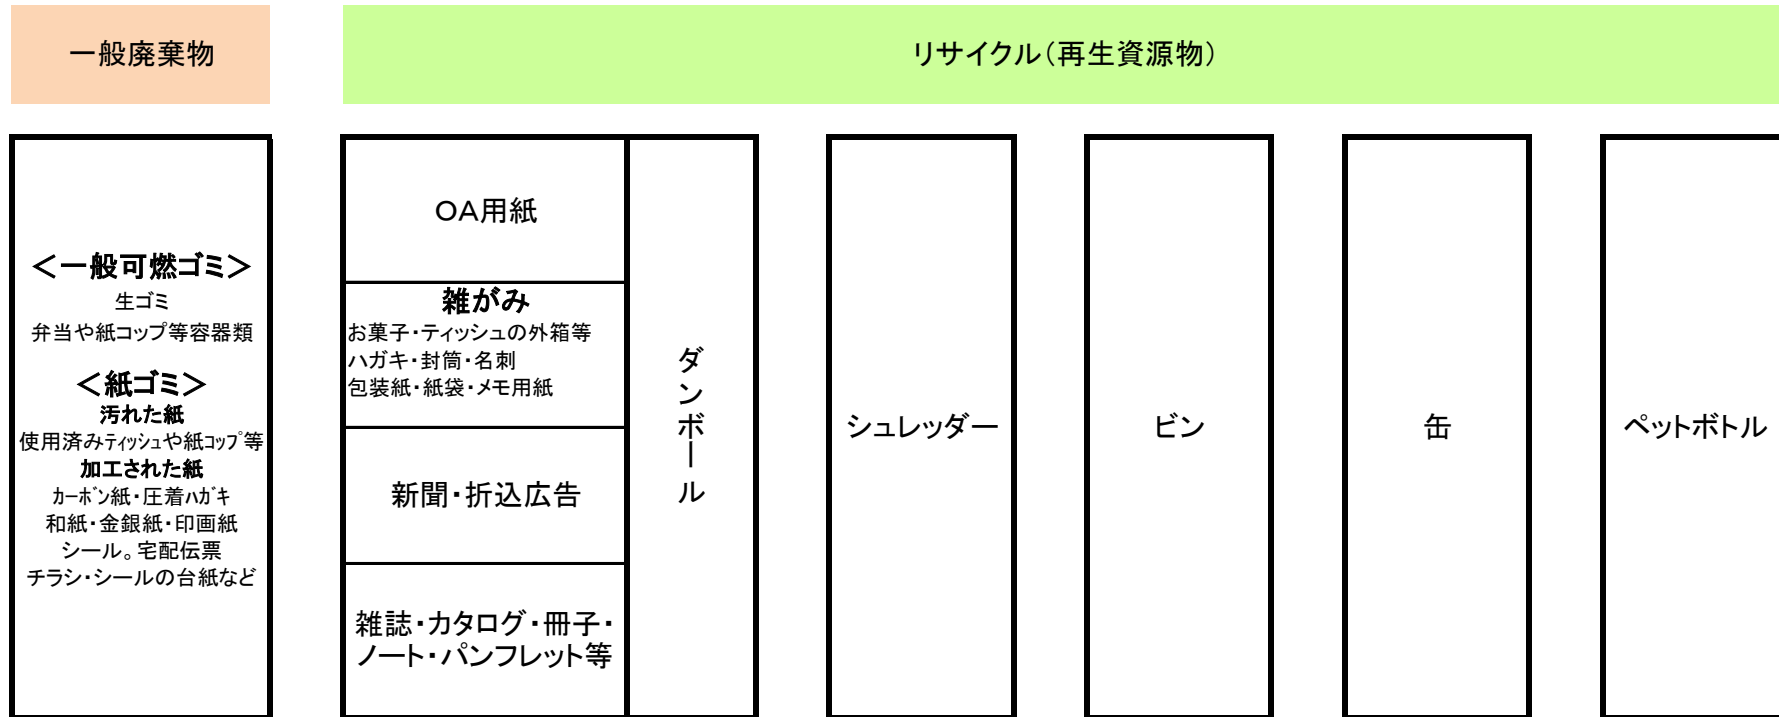 一般廃棄物
リサイクル(再生資源物)
＜一般可燃ゴミ＞
生ゴミ
弁当や紙コップ等容器類
＜紙ゴミ＞
汚れた紙
使用済みﾃｨｯｼｭや紙ｺｯﾌﾟ等
加工された紙
ｶｰﾎﾞﾝ紙・圧着ﾊｶﾞｷ
和紙・金銀紙・印画紙
シール。宅配伝票
チラシ・シールの台紙など
OA用紙
雑がみ
お菓子・ティッシュの外箱等
ハガキ・封筒・名刺
包装紙・紙袋・メモ用紙
新聞・折込広告
雑誌・カタログ・冊子・
ノート・パンフレット等
ダンボール
シュレッダー
ビン
缶
ペットボトル